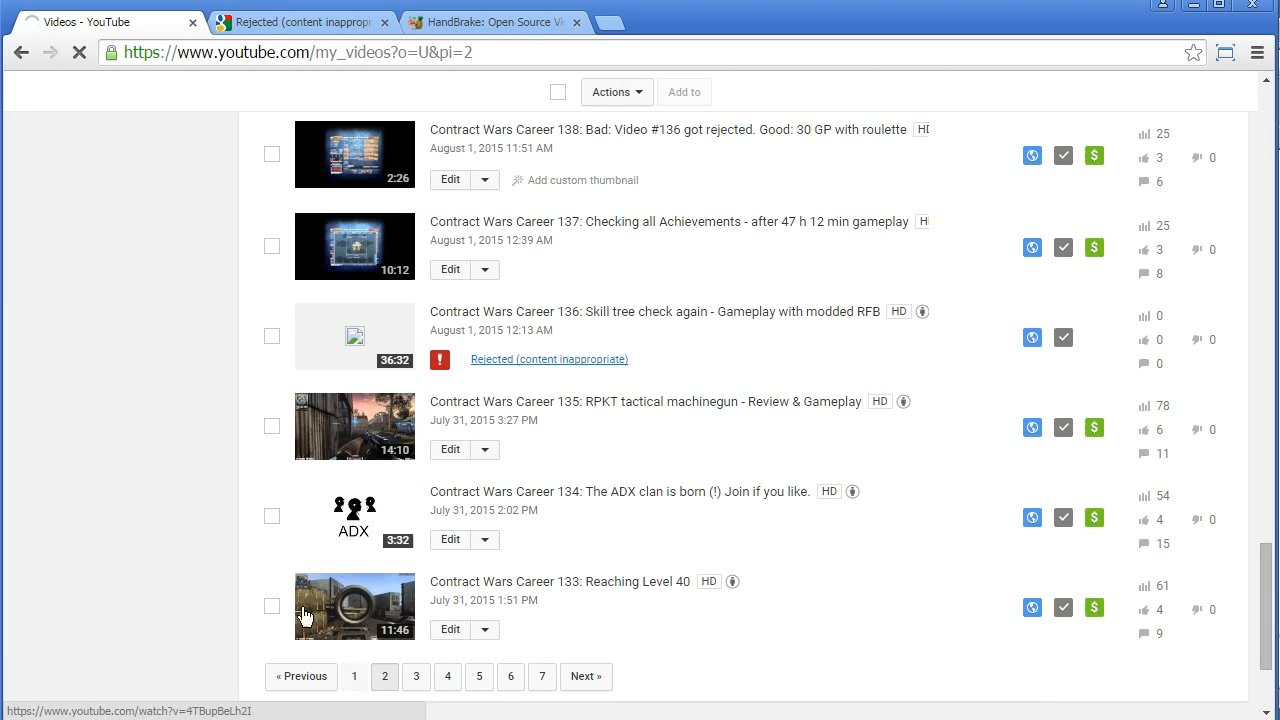 Videos - YouTube
Rejected (content inapprop
HandBrake: Open Source Vi
https://www.youtube.com/my_videos?o=U&pi=2
Actions
Add to
Contract Wars Career 138: Bad: Video #136 got rejected. Good: 30 GP with roulette HD
25
August 1, 2015 11:51 AM
$
3
0
2:26
Edit
Add custom thumbnail
6
Contract Wars Career 137: Checking all Achievements - after 47 h 12 min gameplay
25
August 1, 2015 12:39 AM
$
3
0
10:12
Edit
8
Contract Wars Career 136: Skill tree check again - Gameplay with modded RFB HD
0
August 1, 2015 12:13 AM
0
0
36:32
!
Rejected (content inappropriate)
0
Contract Wars Career 135: RPKT tactical machinegun - Review & Gameplay HD
78
July 31, 2015 3:27 PM
$
6
0
14:10
Edit
11
Contract Wars Career 134: The ADX clan is born (!) Join if you like. HD
54
July 31, 2015 2:02 PM
$
4
0
ADX
3:32
Edit
15
Contract Wars Career 133: Reaching Level 40 HD
61
July 31, 2015 1:51 PM
$
4
0
11:46
Edit
9
« Previous 1 2 3 4 5 6 7 Next »
https://www.youtube.com/watch?v=4TBupBeLh2I